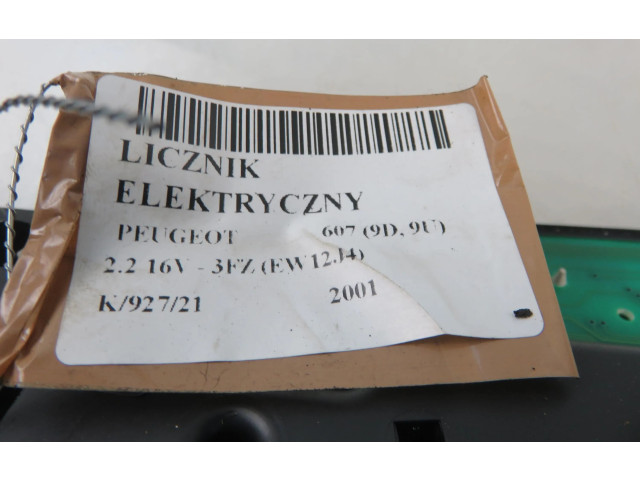 LICZNIK
ELEKTRYCZNY
PEUGEOT 607 (9D, 9U)
2.2 16V - 3FZ (EW12J4)
K/927/21 2001